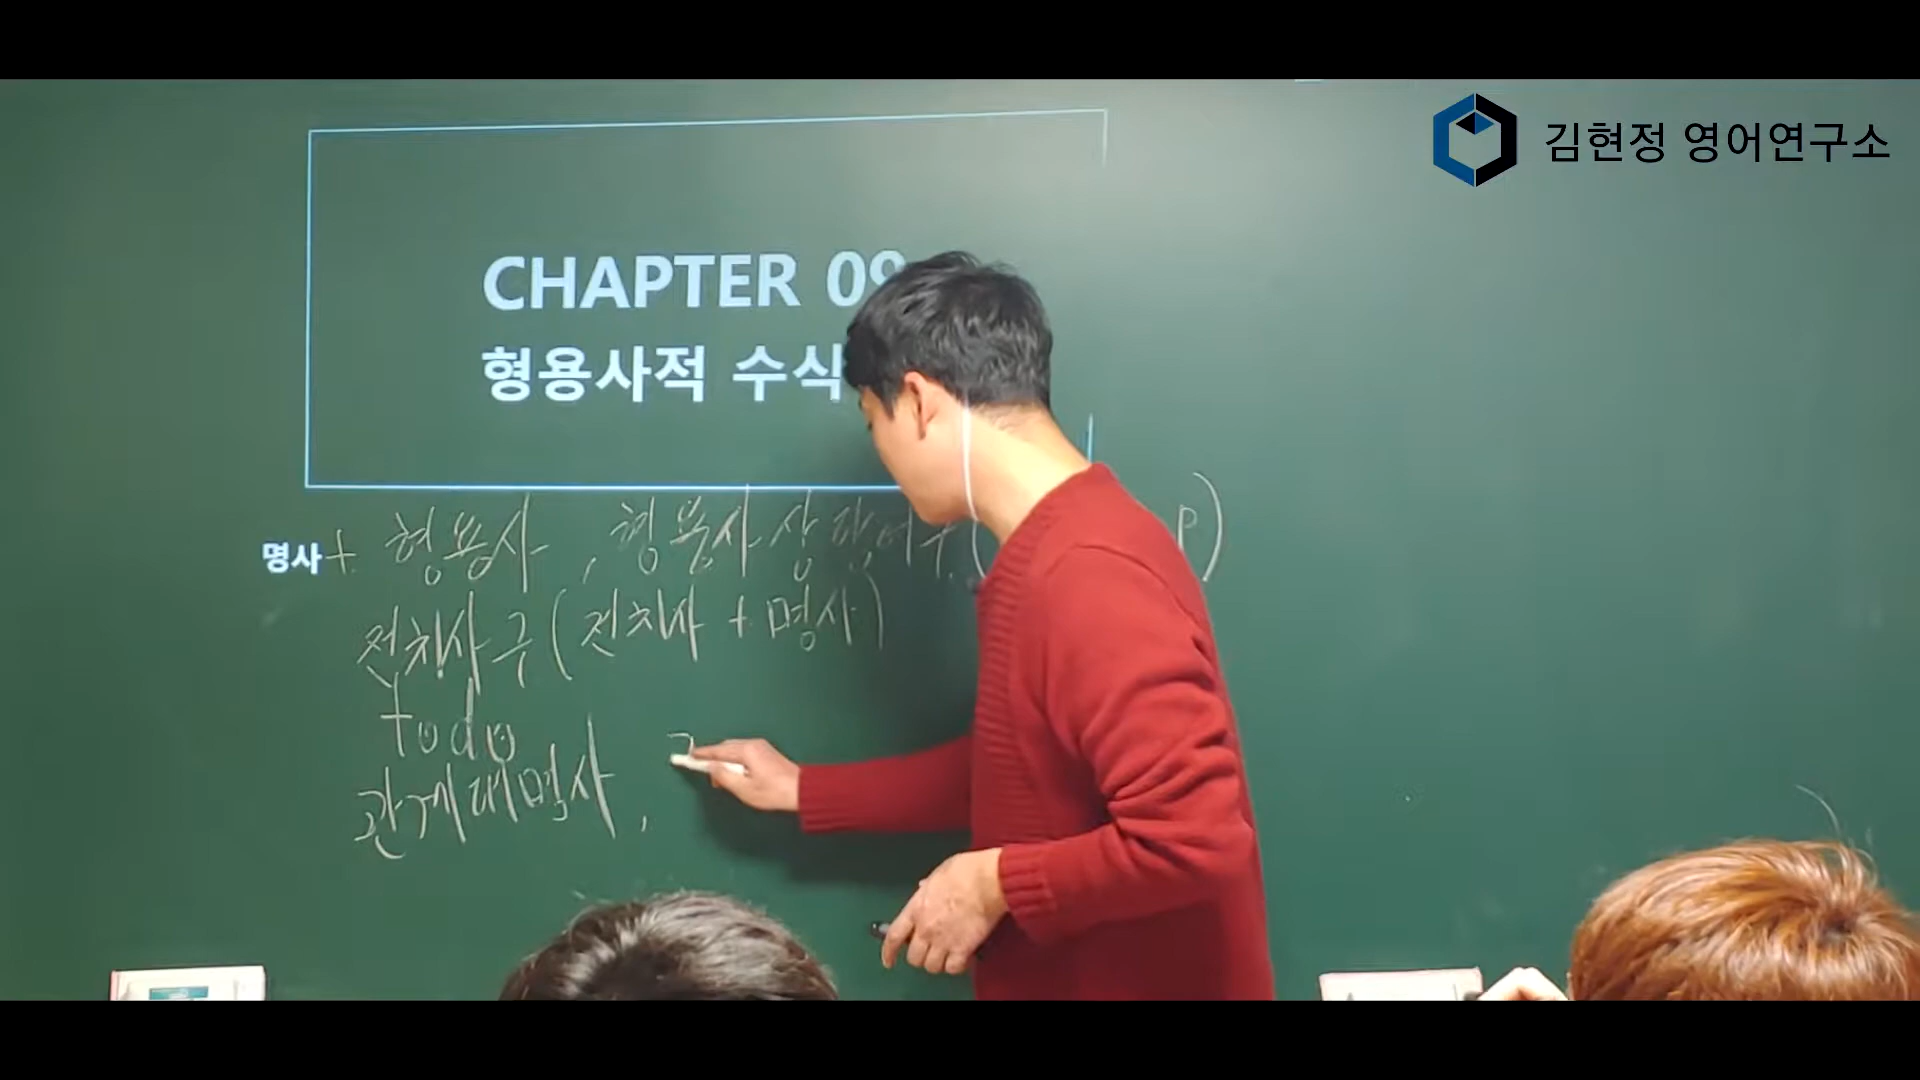 김현정 영어연구소
CHAPTER 09
형용사적 수식
명사 + 형용사, 형용사상당어구( p)
전치사구(전치사 + 명사)
to do
관계대명사,